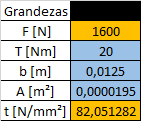 Grandezas
F [N] 1600
T [Nm] 20
b [m] 0,0125
A [m²] 0,0000195
t [N/mm²] 82,051282